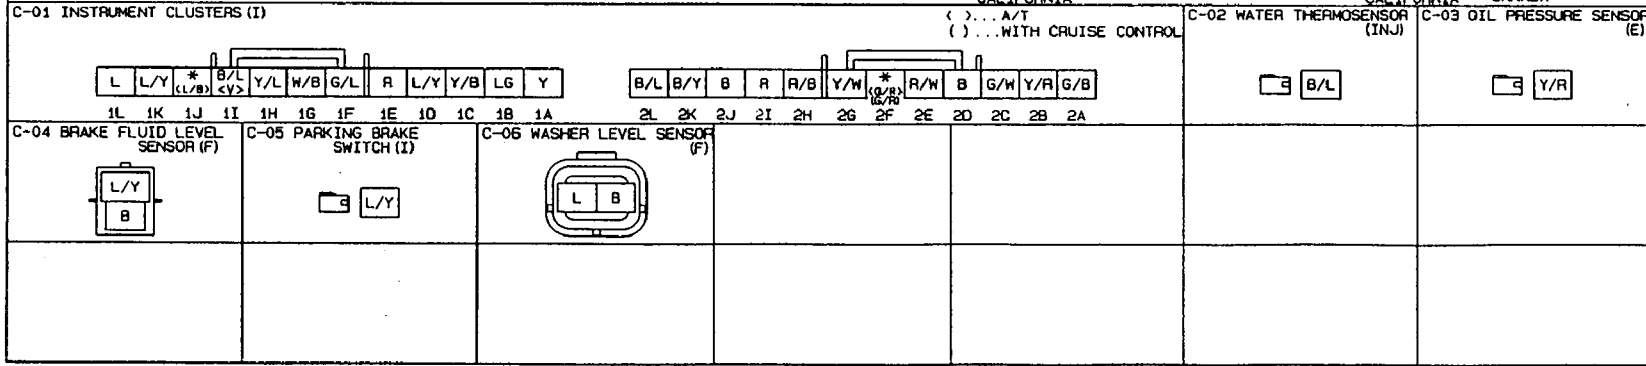 C-01 INSTRUMENT CLUSTERS (I)
< >... A/T
( )...WITH CRUISE CONTROL
L L/Y * (L/B) B/L <V> Y/L W/B G/L R L/Y Y/B LG Y
1L 1K 1J 1I 1H 1G 1F 1E 1D 1C 1B 1A
B/L B/Y B R R/B Y/W * <G/R> (G/R) R/W B G/W Y/R G/B
2L 2K 2J 2I 2H 2G 2F 2E 2D 2C 2B 2A
C-02 WATER THERMOSENSOR
(INJ)
B/L
C-03 OIL PRESSURE SENSOR
(E)
Y/R
C-04 BRAKE FLUID LEVEL
SENSOR (F)
L/Y
B
C-05 PARKING BRAKE
SWITCH (I)
L/Y
C-06 WASHER LEVEL SENSOR
(F)
L B